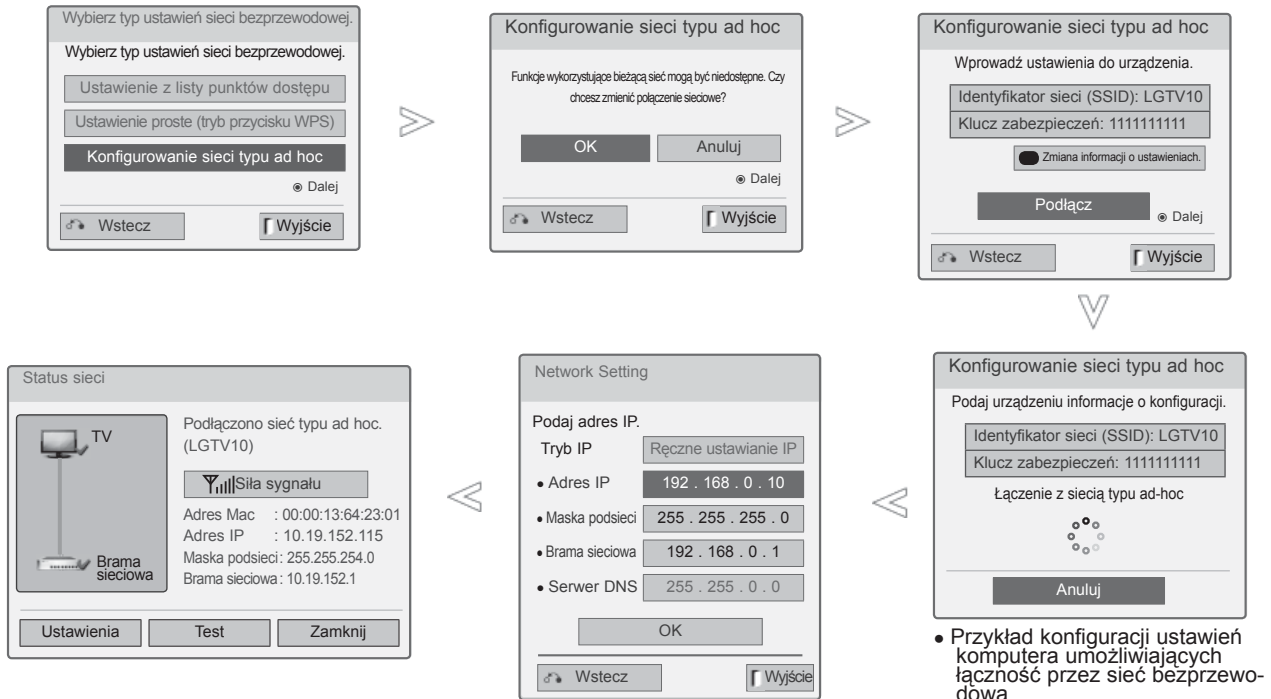 Wybierz typ ustawień sieci bezprzewodowej.
Wybierz typ ustawień sieci bezprzewodowej.
Ustawienie z listy punktów dostępu
Ustawienie proste (tryb przycisku WPS)
Konfigurowanie sieci typu ad hoc
Dalej
Wstecz
Wyjście
Konfigurowanie sieci typu ad hoc
Funkcje wykorzystujące bieżącą sieć mogą być niedostępne. Czy
chcesz zmienić połączenie sieciowe?
OK
Anuluj
Dalej
Wstecz
Wyjście
Konfigurowanie sieci typu ad hoc
Wprowadź ustawienia do urządzenia.
Identyfikator sieci (SSID): LGTV10
Klucz zabezpieczeń: 1111111111
Zmiana informacji o ustawieniach.
Podłącz
Dalej
Wstecz
Wyjście
Konfigurowanie sieci typu ad hoc
Podaj urządzeniu informacje o konfiguracji.
Identyfikator sieci (SSID): LGTV10
Klucz zabezpieczeń: 1111111111
Łączenie z siecią typu ad-hoc
Anuluj
• Przykład konfiguracji ustawień
komputera umożliwiających
łączność przez sieć bezprzewo-
dową
Network Setting
Podaj adres IP.
Tryb IP Ręczne ustawianie IP
• Adres IP 192 . 168 . 0 . 10
• Maska podsieci 255 . 255 . 255 . 0
• Brama sieciowa 192 . 168 . 0 . 1
• Serwer DNS 255 . 255 . 0 . 0
OK
Wstecz
Wyjście
Status sieci
TV
Brama
sieciowa
Podłączono sieć typu ad hoc.
(LGTV10)
Siła sygnału
Adres Mac : 00:00:13:64:23:01
Adres IP : 10.19.152.115
Maska podsieci : 255.255.254.0
Brama sieciowa : 10.19.152.1
Ustawienia
Test
Zamknij